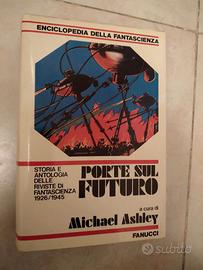 ENCICLOPEDIA DELLA FANTASCIENZA
STORIA E
ANTOLOGIA
DELLE
RIVISTE DI
FANTASCIENZA
1926/1945
PORTE SUL
FUTURO
a cura di
Michael Ashley
FANUCCI
subito